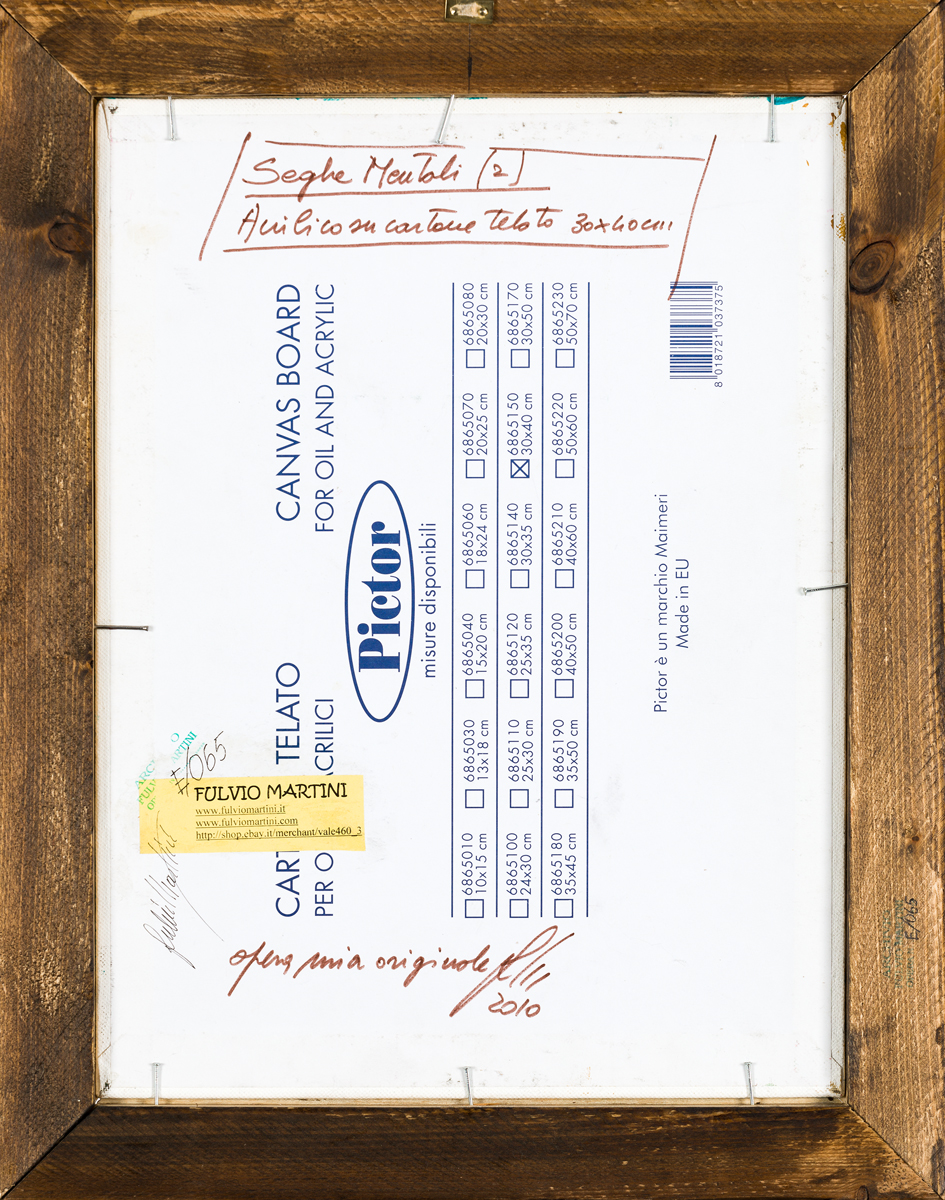 Seghe Mentali (2)
Acrilico su cartone telato 30x40cm
CANVAS BOARD
FOR OIL AND ACRYLIC
CART TELATO
PER O ACRILICI
Pictor
misure disponibili
6865010 10x15 cm
6865030 13x18 cm
6865040 15x20 cm
6865060 18x24 cm
6865070 20x25 cm
6865080 20x30 cm
6865100 24x30 cm
6865110 25x30 cm
6865120 25x35 cm
6865140 30x35 cm
6865150 30x40 cm
6865170 30x50 cm
6865180 35x45 cm
6865190 35x50 cm
6865200 40x50 cm
6865210 40x60 cm
6865220 50x60 cm
6865230 50x70 cm
8 018721 037375
Pictor è un marchio Maimeri
Made in EU
E/065
FULVIO MARTINI
www.fulviomartini.it
www.fulviomartini.com
http://shop.ebay.it/merchant/vale460_3
Fulvio Martini
opera mia originale
2010
E/065